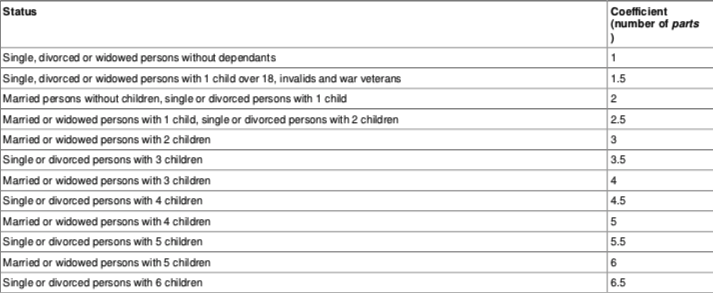 Status
Coefficient
(number of parts
)
Single, divorced or widowed persons without dependants
1
Single, divorced or widowed persons with 1 child over 18, invalids and war veterans
1.5
Married persons without children, single or divorced persons with 1 child
2
Married or widowed persons with 1 child, single or divorced persons with 2 children
2.5
Married or widowed persons with 2 children
3
Single or divorced persons with 3 children
3.5
Married or widowed persons with 3 children
4
Single or divorced persons with 4 children
4.5
Married or widowed persons with 4 children
5
Single or divorced persons with 5 children
5.5
Married or widowed persons with 5 children
6
Single or divorced persons with 6 children
6.5